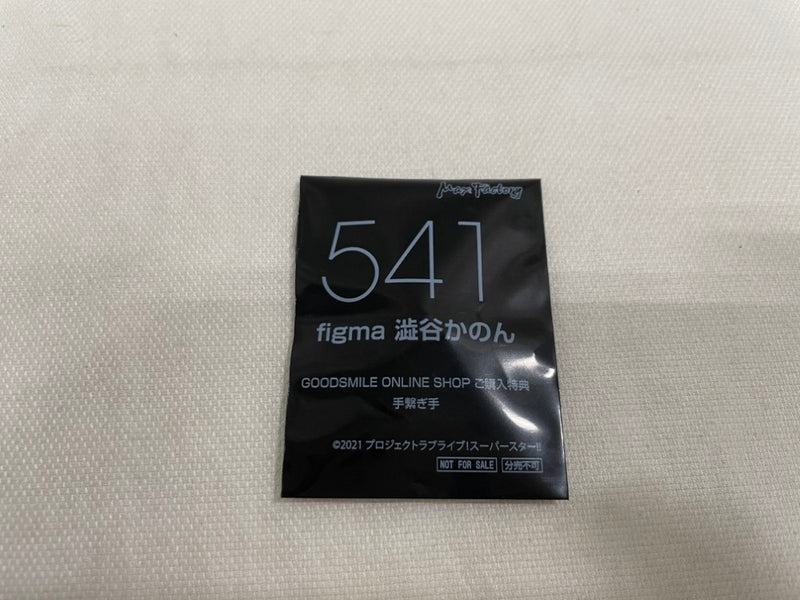 Max Factory
541
figma 澁谷かのん
GOODSMILE ONLINE SHOP ご購入特典
手繋ぎ手
©2021 プロジェクトラブライブ!スーパースター!!
NOT FOR SALE 分売不可